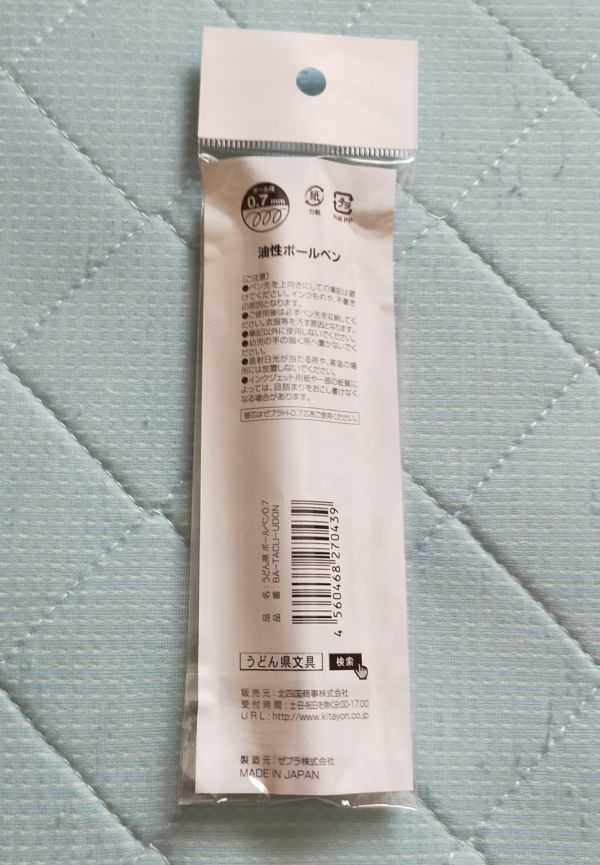 ボール径
0.7mm
紙
台紙
プラ
油性ボールペン
〈ご注意〉
●ペン先を上向きにしての筆記は避
けてください。インクもれや、不書き
の原因となります。
●ご使用後は必ずペン先を収納してく
ださい。衣服等を汚す原因となります。
●筆記以外に使用しないでください。
●幼児の手の届く所へ置かないでく
ださい。
●直射日光が当たる所や、高温の場
所には放置しないでください。
●インクジェット用紙や一部の紙質に
よっては、目詰まりをおこし書けなく
なる場合があります。
替芯はゼブラH-0.7芯をご使用ください。
品 名:うどん県 ボールペン0.7
品 番:BA-TACLI-UDON
4 560468 270439
うどん県文具 検索
販売元:北四国商事株式会社
受付時間:土・日・祝日を除く9:00-17:00
URL:http://www.kitayon.co.jp
製造元:ゼブラ株式会社
MADE IN JAPAN